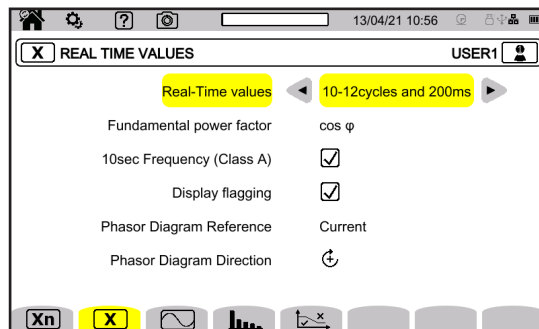 ? 13/04/21 10:56
X REAL TIME VALUES USER1
Real-Time values 10-12cycles and 200ms
Fundamental power factor cos φ
10sec Frequency (Class A)
Display flagging
Phasor Diagram Reference Current
Phasor Diagram Direction +
Xn X x